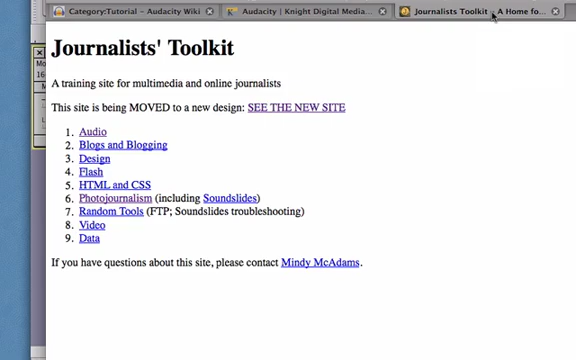 Category:Tutorial – Audacity Wiki
Audacity | Knight Digital Media...
Journalists Toolkit – A Home fo...
Journalists' Toolkit
A training site for multimedia and online journalists
This site is being MOVED to a new design: SEE THE NEW SITE
1. Audio
2. Blogs and Blogging
3. Design
4. Flash
5. HTML and CSS
6. Photojournalism (including Soundslides)
7. Random Tools (FTP; Soundslides troubleshooting)
8. Video
9. Data
If you have questions about this site, please contact Mindy McAdams.